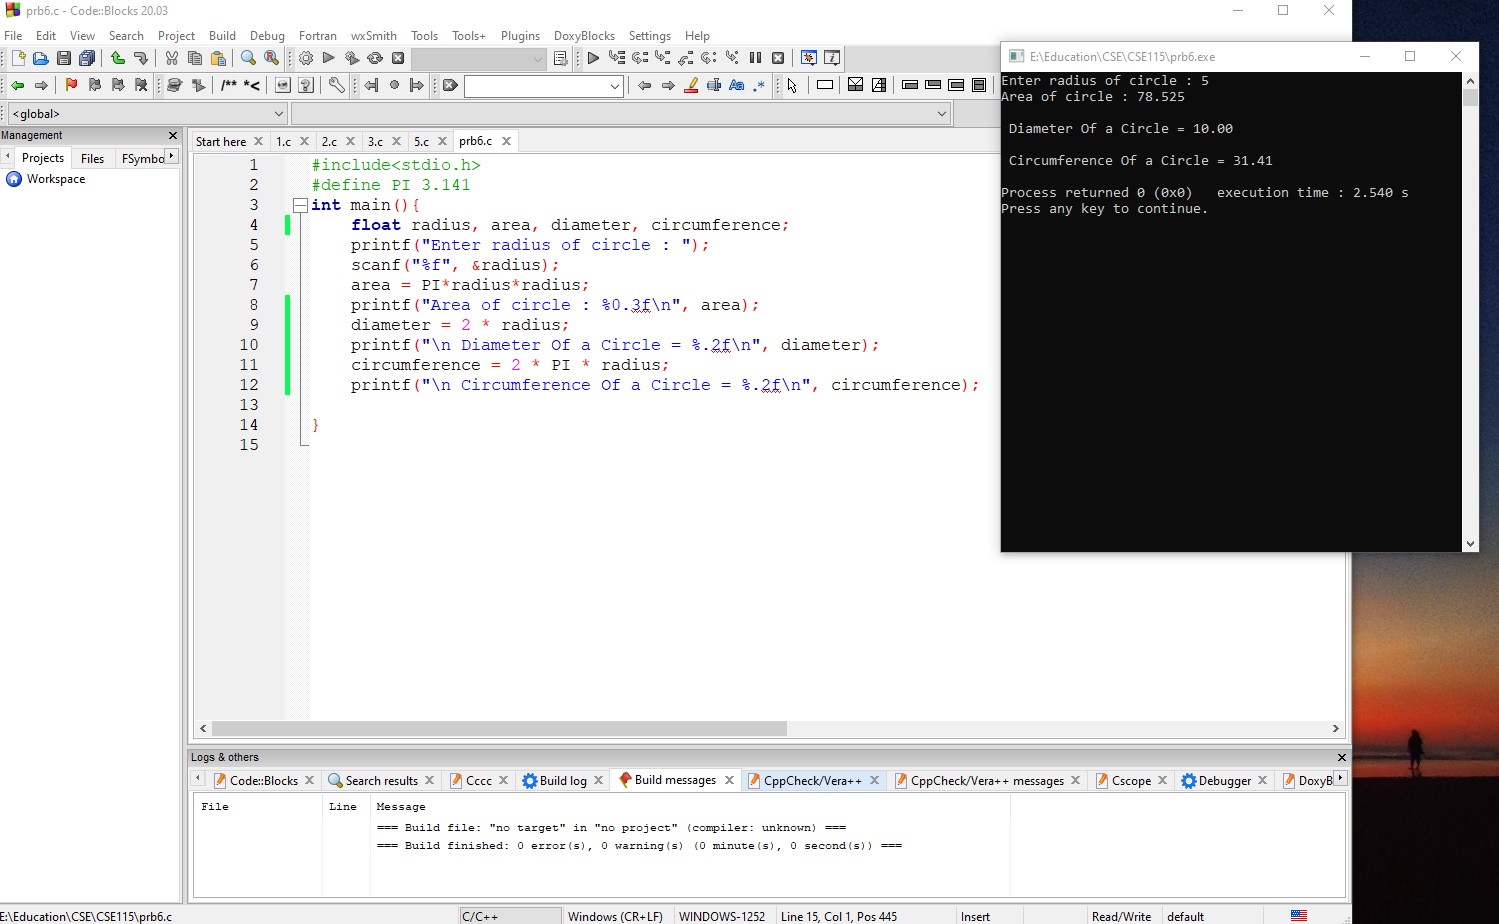 prb6.c - Code::Blocks 20.03
File Edit View Search Project Build Debug Fortran wxSmith Tools Tools+ Plugins DoxyBlocks Settings Help
/** *<
Aa .*
<global>
Management
Projects Files FSymbo
Workspace
Start here 1.c 2.c 3.c 5.c prb6.c
1 #include<stdio.h>
2 #define PI 3.141
3 int main(){
4 float radius, area, diameter, circumference;
5 printf("Enter radius of circle : ");
6 scanf("%f", &radius);
7 area = PI*radius*radius;
8 printf("Area of circle : %0.3f\n", area);
9 diameter = 2 * radius;
10 printf("\n Diameter Of a Circle = %.2f\n", diameter);
11 circumference = 2 * PI * radius;
12 printf("\n Circumference Of a Circle = %.2f\n", circumference);
13
14 }
15
E:\Education\CSE\CSE115\prb6.exe
Enter radius of circle : 5
Area of circle : 78.525
Diameter Of a Circle = 10.00
Circumference Of a Circle = 31.41
Process returned 0 (0x0)   execution time : 2.540 s
Press any key to continue.
Logs & others
Code::Blocks Search results Cccc Build log Build messages CppCheck/Vera++ CppCheck/Vera++ messages Cscope Debugger DoxyB
File Line Message
=== Build file: "no target" in "no project" (compiler: unknown) ===
=== Build finished: 0 error(s), 0 warning(s) (0 minute(s), 0 second(s)) ===
E:\Education\CSE\CSE115\prb6.c C/C++ Windows (CR+LF) WINDOWS-1252 Line 15, Col 1, Pos 445 Insert Read/Write default